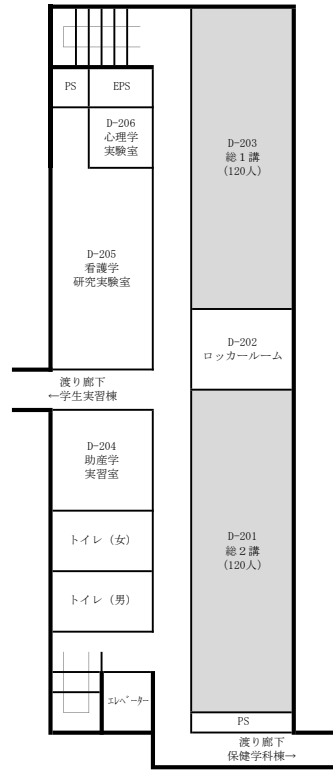 PS
EPS
D-206
心理学
実験室
D-203
総１講
(120人)
D-205
看護学
研究実験室
D-202
ロッカールーム
渡り廊下
←学生実習棟
D-204
助産学
実習室
トイレ（女）
D-201
総２講
(120人)
トイレ（男）
ｴﾚﾍﾞｰﾀｰ
PS
渡り廊下
保健学科棟→